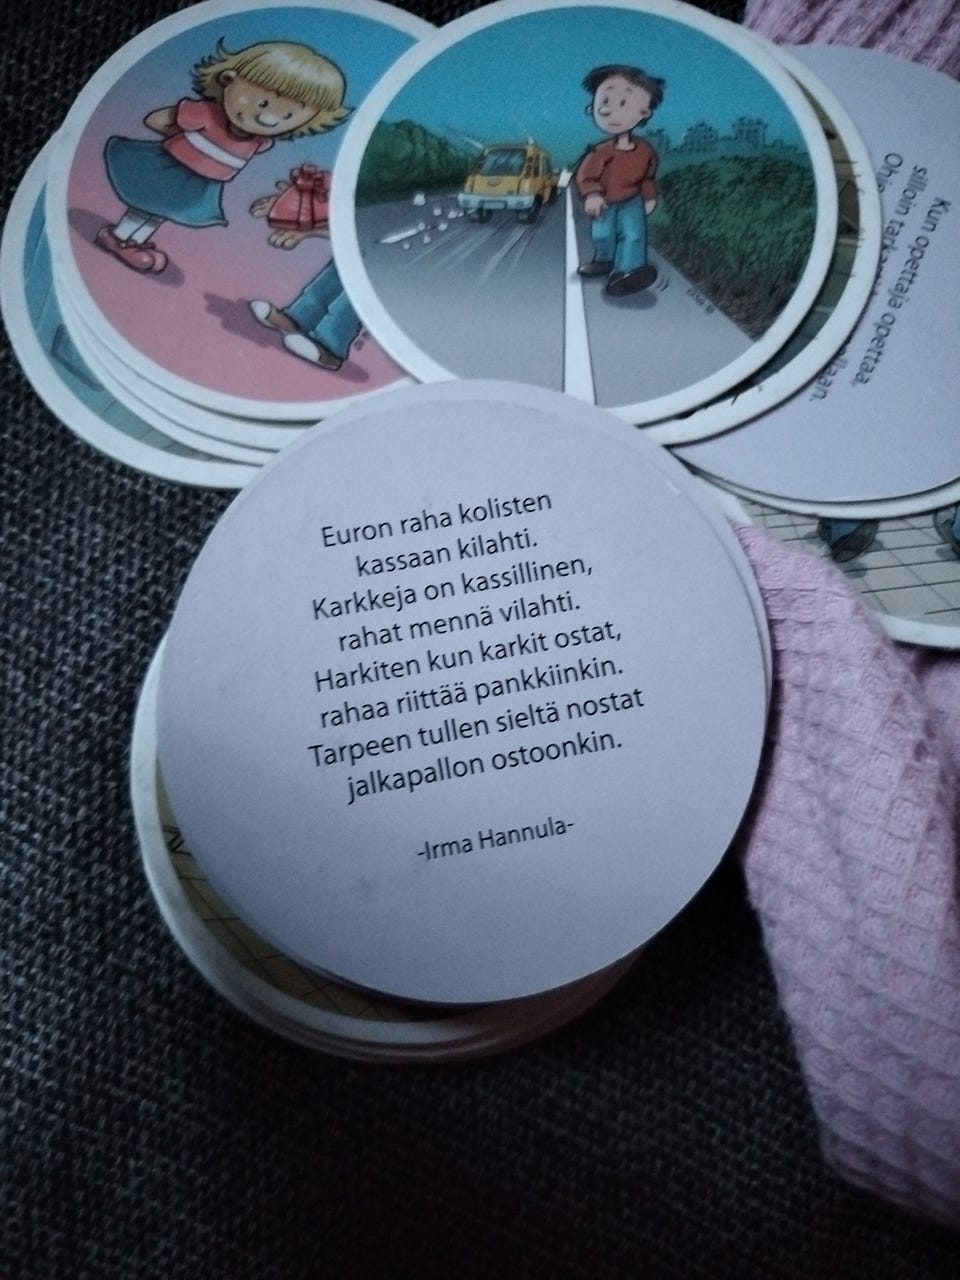 Euron raha kolisten
kassaan kilahti.
Karkkeja on kassillinen,
rahat mennä vilahti.
Harkiten kun karkit ostat,
rahaa riittää pankkiinkin.
Tarpeen tullen sieltä nostat
jalkapallon ostoonkin.
-Irma Hannula-
Kun opettaja opettaa,
silloin